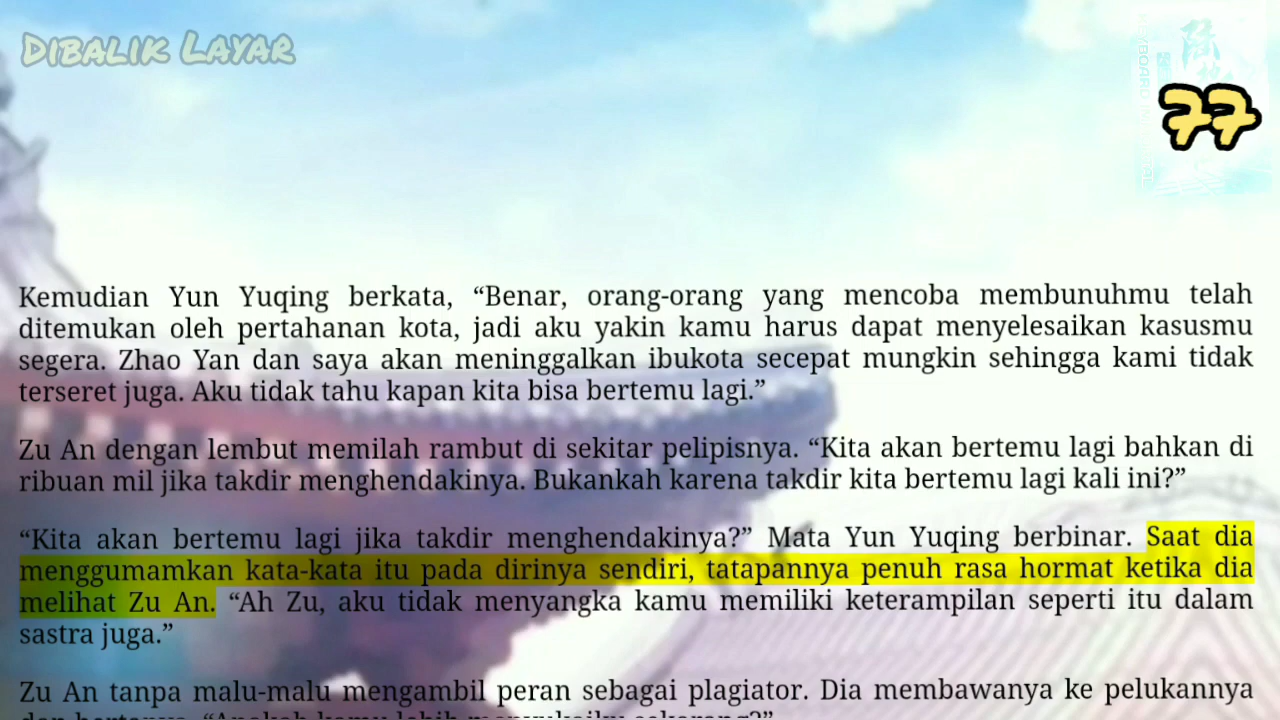 Dibalik Layar
77
Kemudian Yun Yuqing berkata, “Benar, orang-orang yang mencoba membunuhmu telah
ditemukan oleh pertahanan kota, jadi aku yakin kamu harus dapat menyelesaikan kasusmu
segera. Zhao Yan dan saya akan meninggalkan ibukota secepat mungkin sehingga kami tidak
terseret juga. Aku tidak tahu kapan kita bisa bertemu lagi.”
Zu An dengan lembut memilah rambut di sekitar pelipisnya. “Kita akan bertemu lagi bahkan di
ribuan mil jika takdir menghendakinya. Bukankah karena takdir kita bertemu lagi kali ini?”
“Kita akan bertemu lagi jika takdir menghendakinya?” Mata Yun Yuqing berbinar. Saat dia
menggumamkan kata-kata itu pada dirinya sendiri, tatapannya penuh rasa hormat ketika dia
melihat Zu An. “Ah Zu, aku tidak menyangka kamu memiliki keterampilan seperti itu dalam
sastra juga.”
Zu An tanpa malu-malu mengambil peran sebagai plagiator. Dia membawanya ke pelukannya